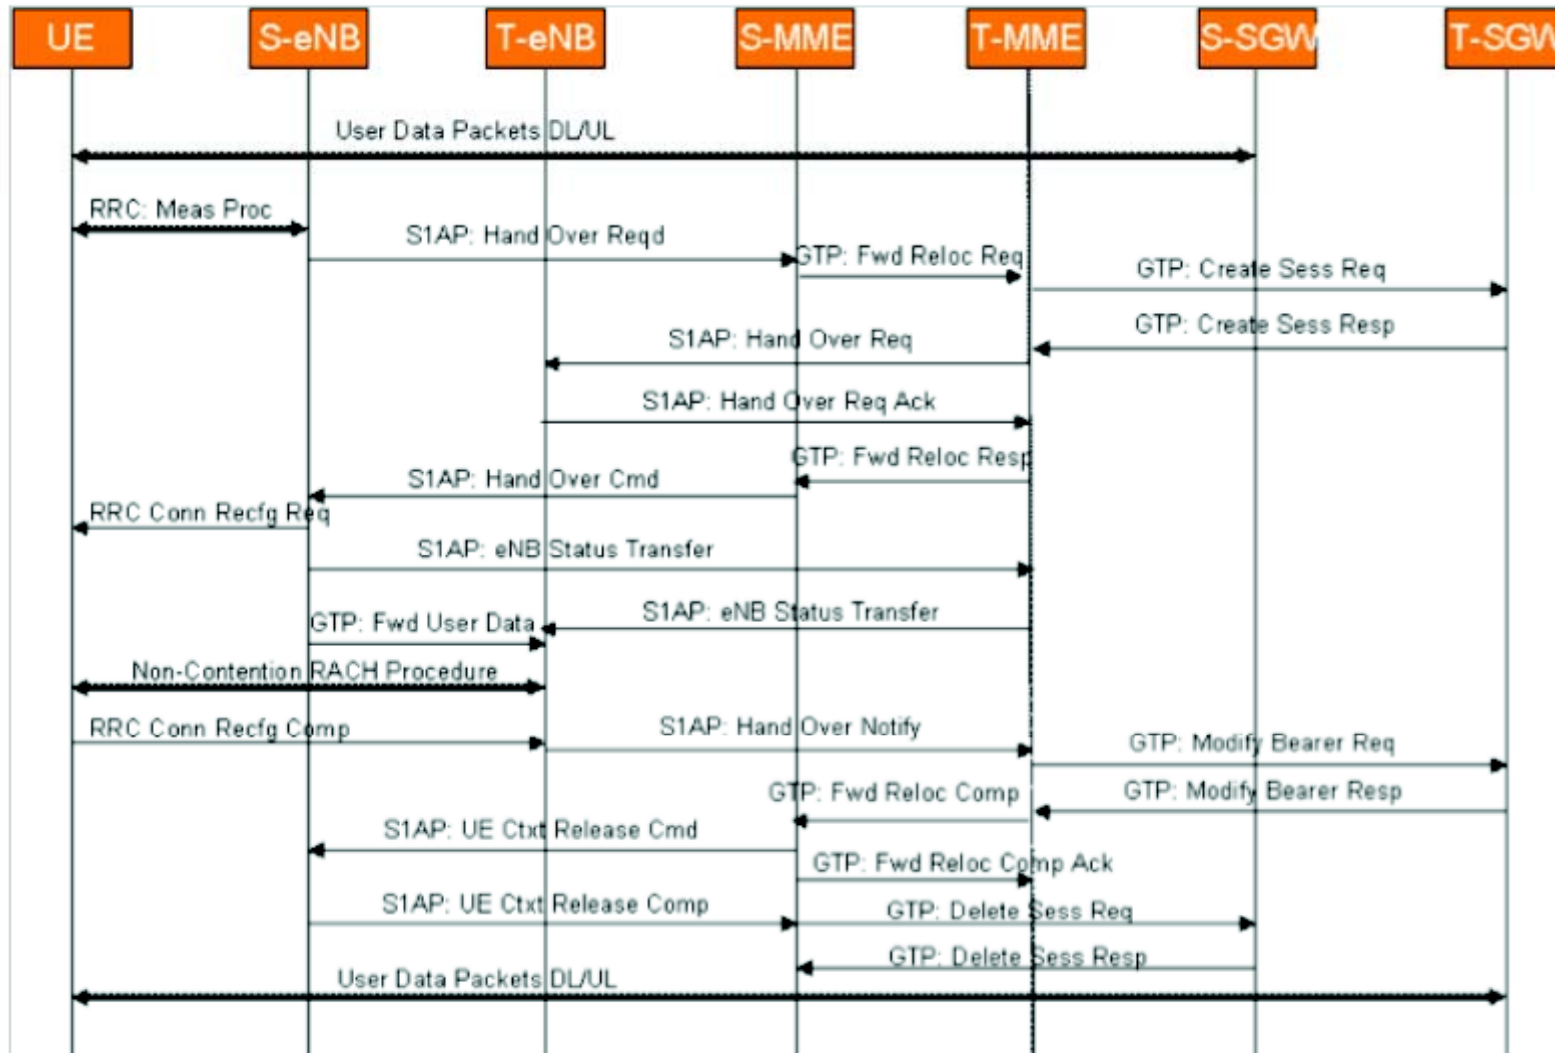 UE
S-eNB
T-eNB
S-MME
T-MME
S-SGW
T-SGW
User Data Packets DL/UL
RRC: Meas Proc
S1AP: Hand Over Reqd
GTP: Fwd Reloc Req
GTP: Create Sess Req
GTP: Create Sess Resp
S1AP: Hand Over Req
S1AP: Hand Over Req Ack
GTP: Fwd Reloc Resp
S1AP: Hand Over Cmd
RRC Conn Recfg Req
S1AP: eNB Status Transfer
S1AP: eNB Status Transfer
GTP: Fwd User Data
Non-Contention RACH Procedure
RRC Conn Recfg Comp
S1AP: Hand Over Notify
GTP: Modify Bearer Req
GTP: Modify Bearer Resp
GTP: Fwd Reloc Comp
S1AP: UE Ctxt Release Cmd
GTP: Fwd Reloc Comp Ack
S1AP: UE Ctxt Release Comp
GTP: Delete Sess Req
GTP: Delete Sess Resp
User Data Packets DL/UL